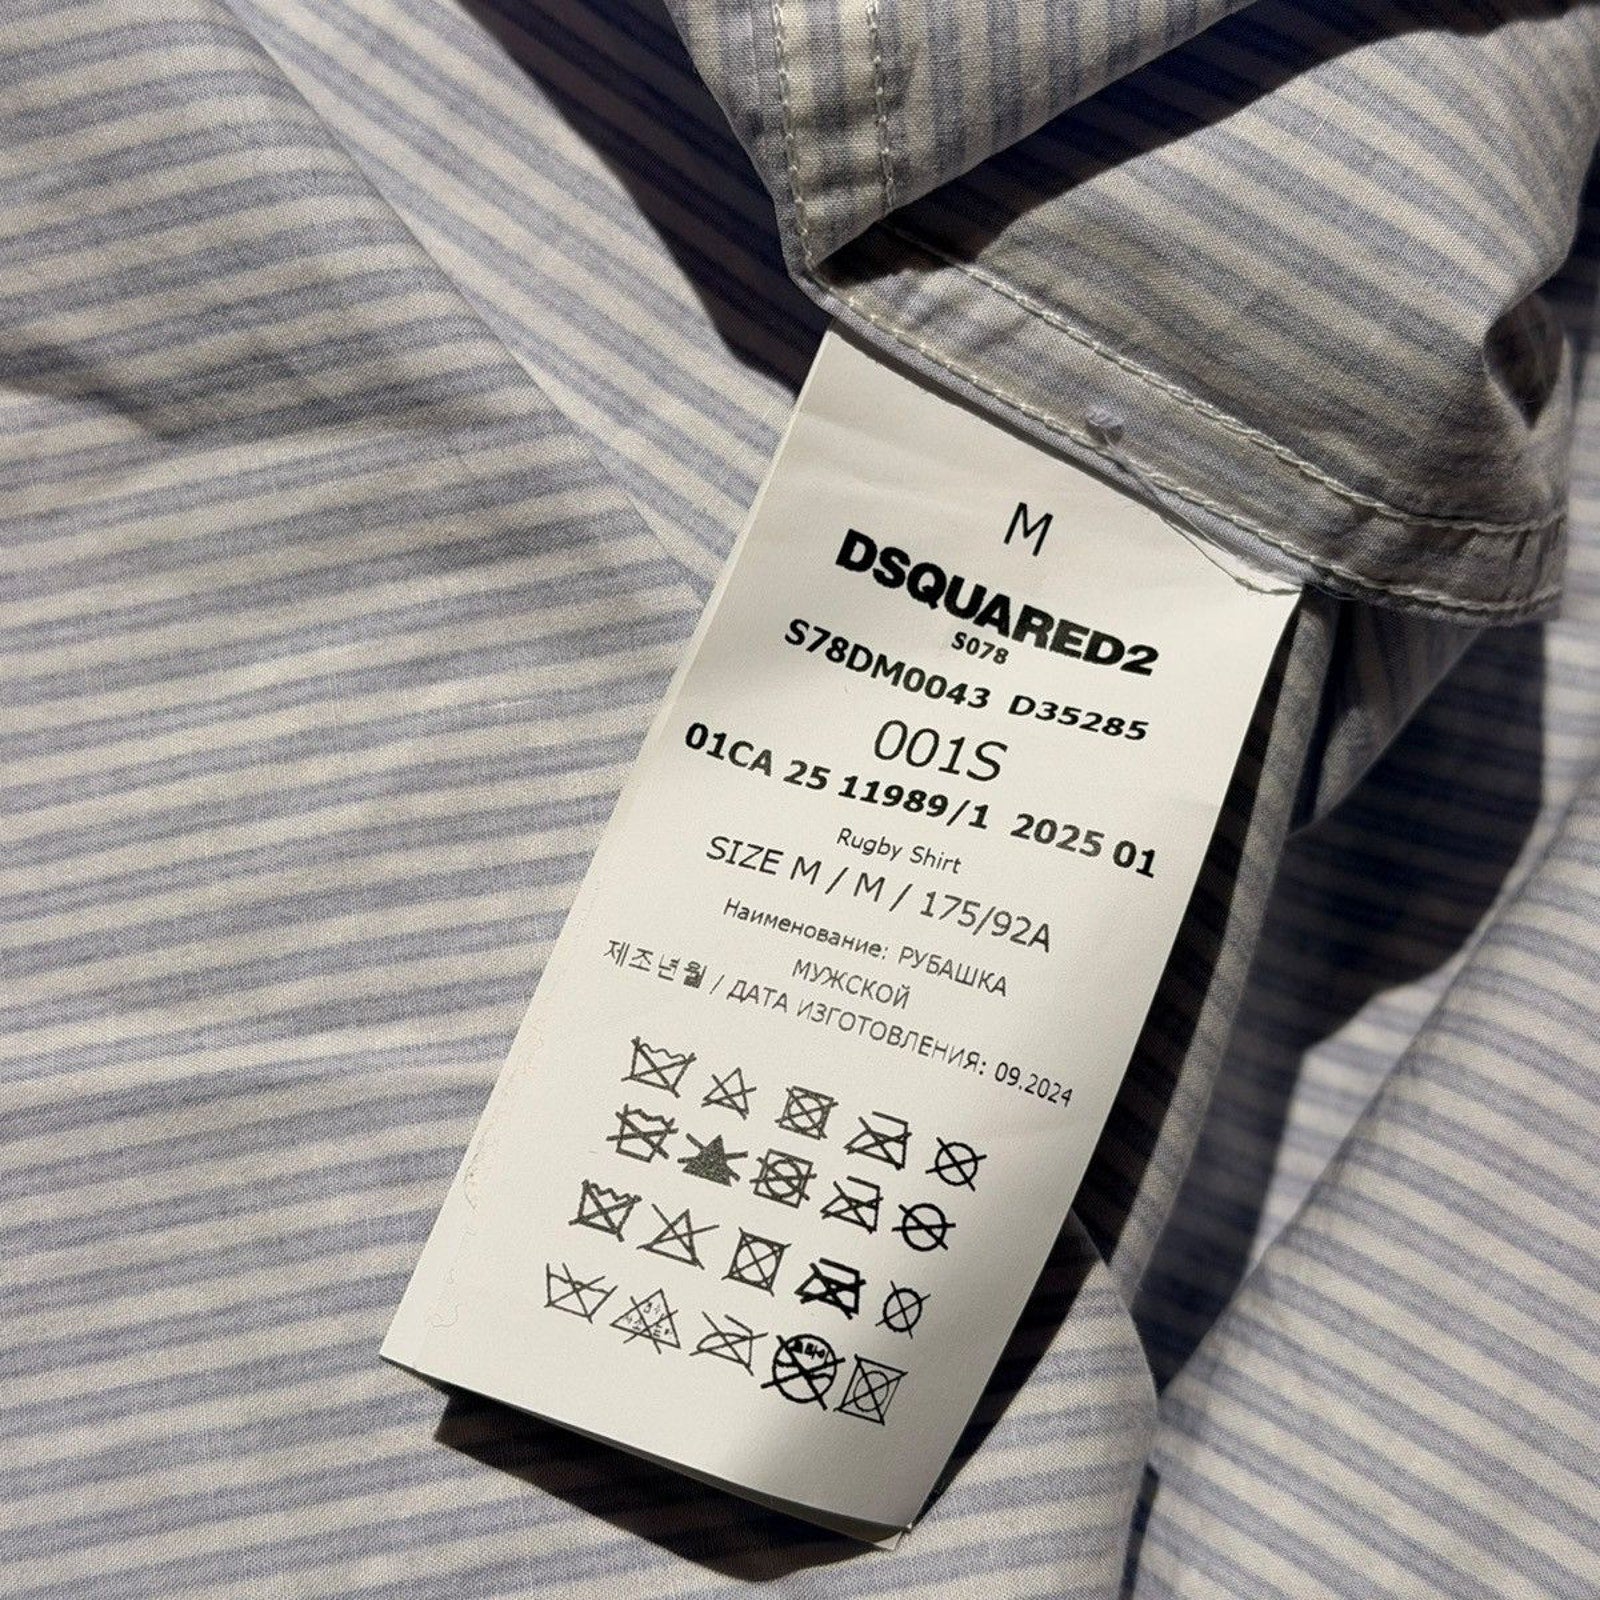 M
DSQUARED2
S078
S78DM0043 D35285
001S
01CA 25 11989/1 2025 01
Rugby Shirt
SIZE M / M / 175/92A
Наименование: РУБАШКА
МУЖСКОЙ
제조년월 / ДАТА ИЗГОТОВЛЕНИЯ: 09.2024